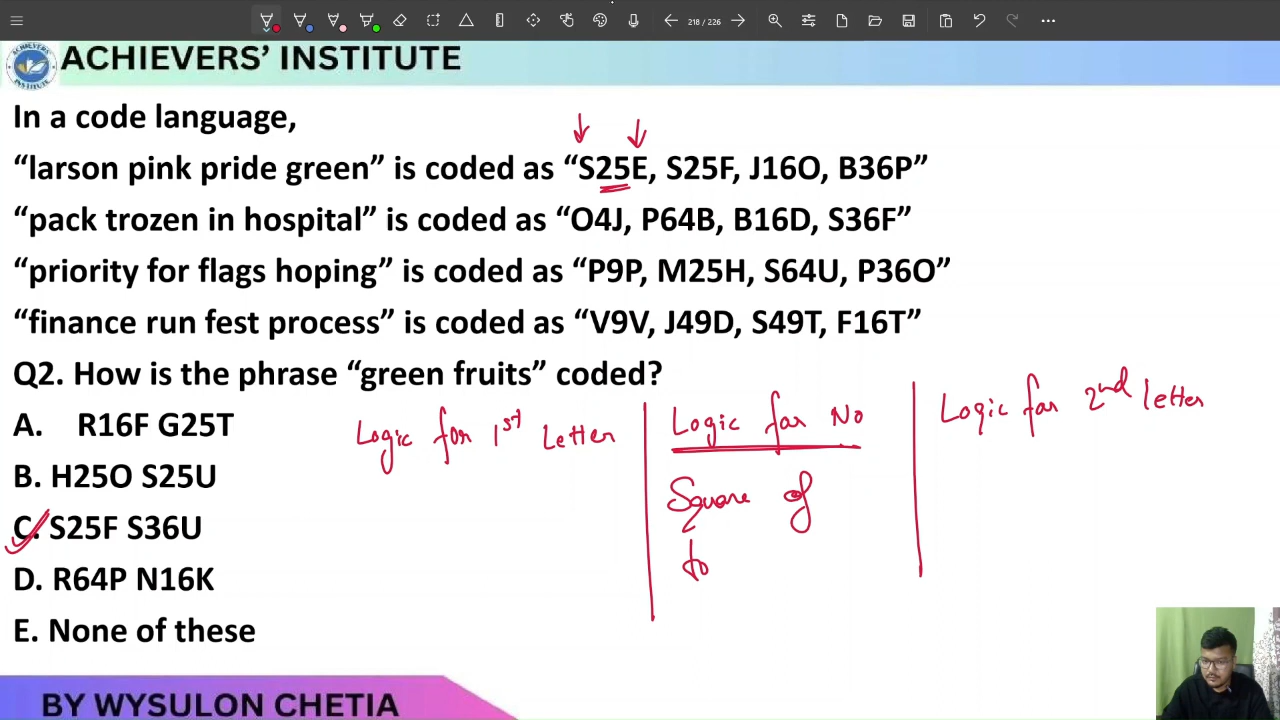 218 / 226
ACHIEVERS' INSTITUTE
In a code language,
“larson pink pride green” is coded as “S25E, S25F, J16O, B36P”
“pack trozen in hospital” is coded as “O4J, P64B, B16D, S36F”
“priority for flags hoping” is coded as “P9P, M25H, S64U, P36O”
“finance run fest process” is coded as “V9V, J49D, S49T, F16T”
Q2. How is the phrase “green fruits” coded?
A. R16F G25T
B. H25O S25U
C. S25F S36U
D. R64P N16K
E. None of these
Logic for 1st Letter
Logic for No
Square of
to
Logic for 2nd letter
BY WYSULON CHETIA